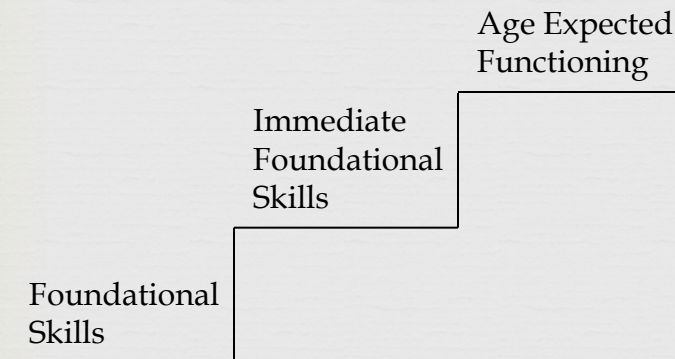 Age Expected
Functioning
Immediate
Foundational
Skills
Foundational
Skills